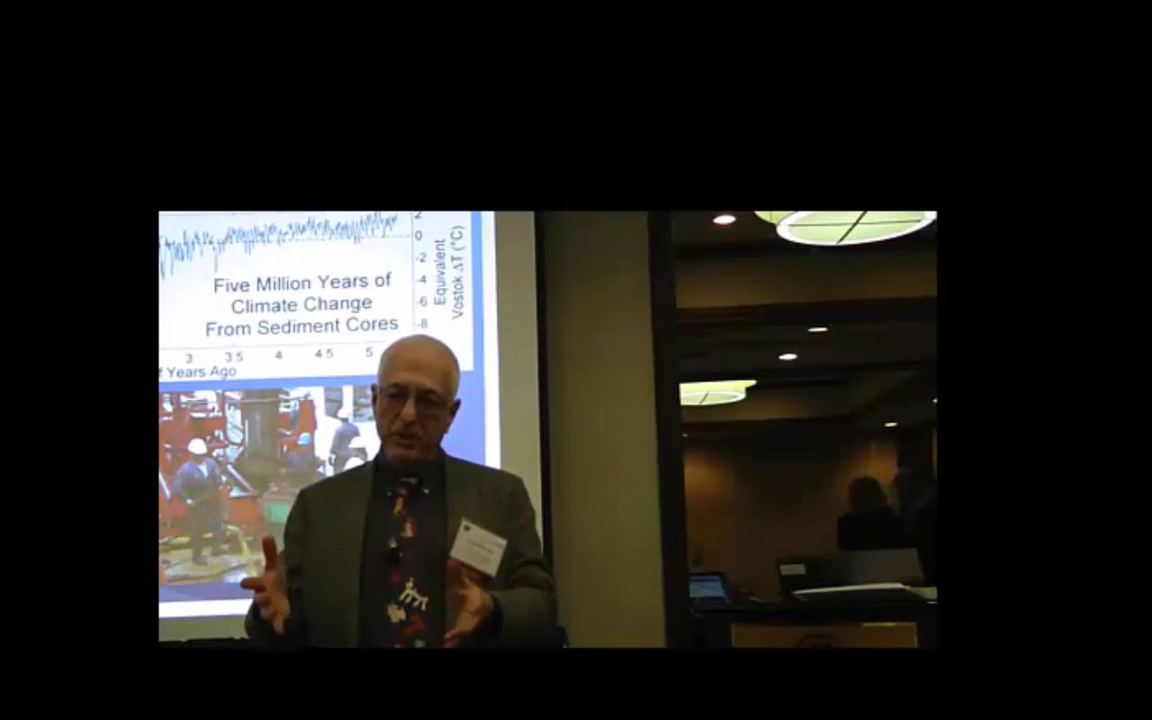 2
0
-2
-4
-6
-8
Equivalent
Vostok ΔT (°C)
Five Million Years of
Climate Change
From Sediment Cores
3 3.5 4 4.5 5
f Years Ago